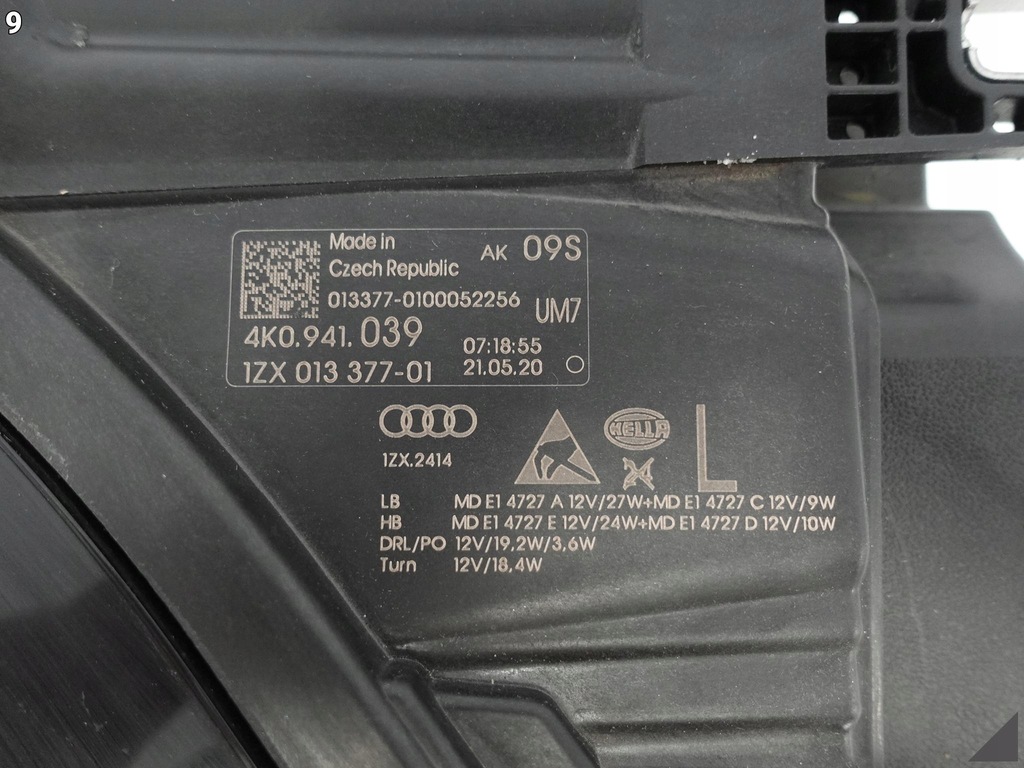 9
Made in
Czech Republic
AK 09S
013377-0100052256
UM7
4K0.941.039
07:18:55
1ZX 013 377-01
21.05.20
HELLA
L
1ZX.2414
LB MD E1 4727 A 12V/27W+MD E1 4727 C 12V/9W
HB MD E1 4727 E 12V/24W+MD E1 4727 D 12V/10W
DRL/PO 12V/19,2W/3,6W
Turn 12V/18,4W